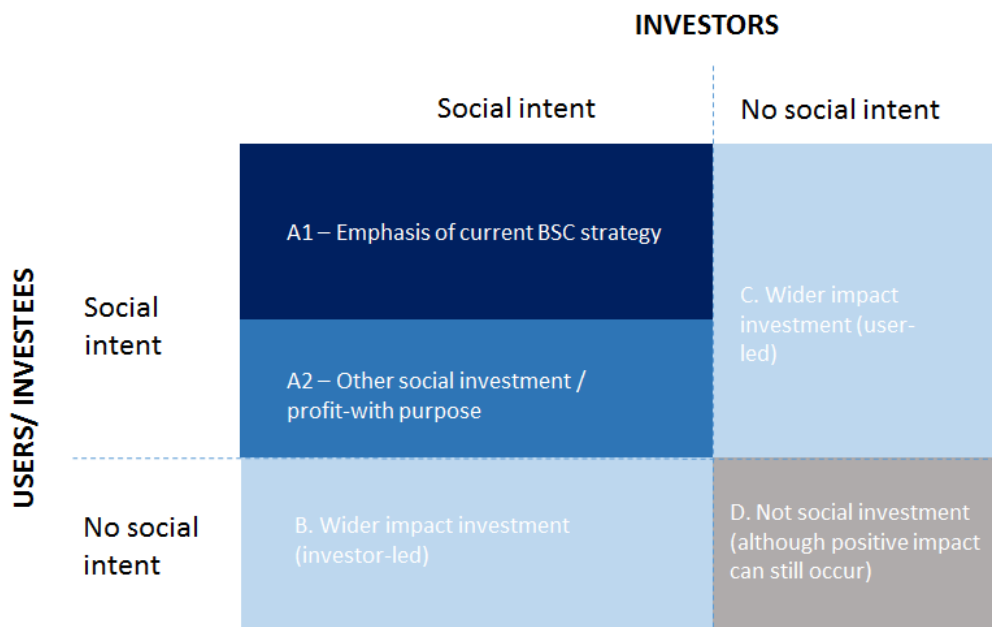 INVESTORS
Social intent
No social intent
USERS/ INVESTEES
Social
intent
A1 – Emphasis of current BSC strategy
A2 – Other social investment /
profit-with purpose
C. Wider impact
investment (user-
led)
No social
intent
B. Wider impact investment
(investor-led)
D. Not social investment
(although positive impact
can still occur)